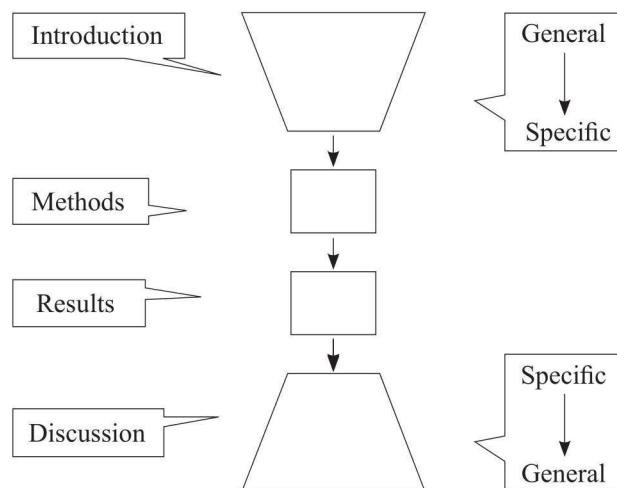 Introduction
General
Specific
Methods
Results
Specific
Discussion
General